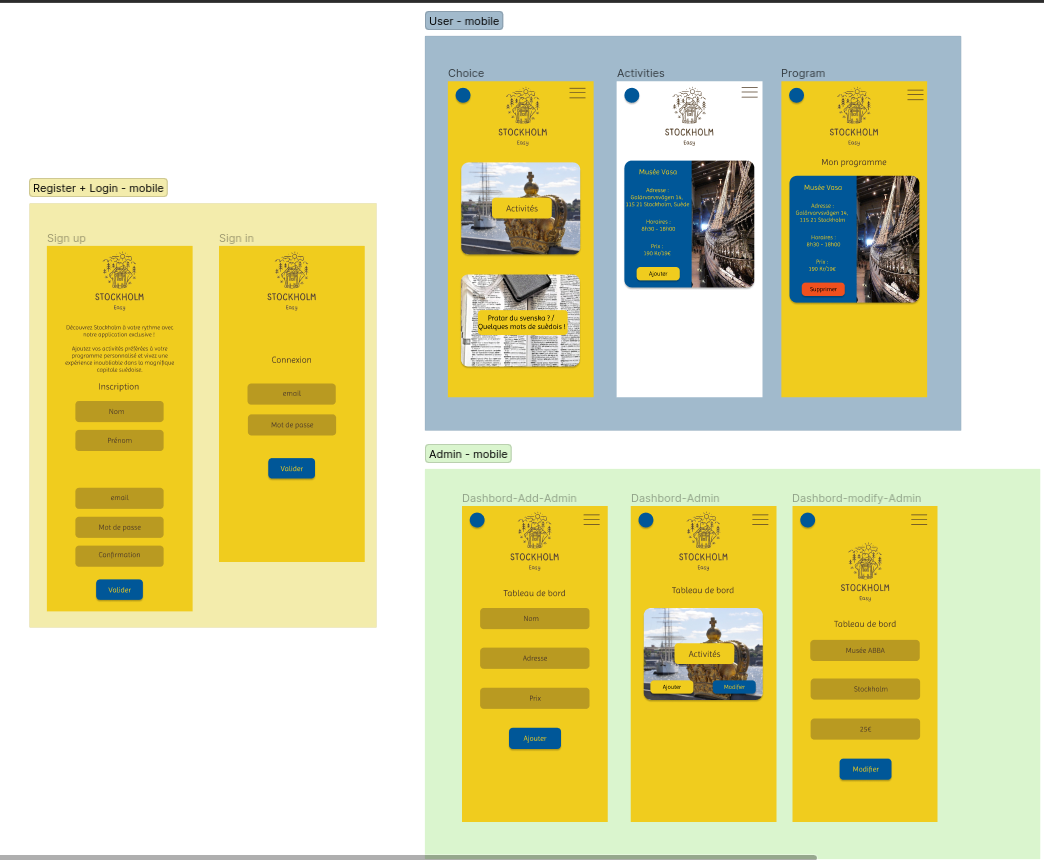 User - mobile
Choice
STOCKHOLM
Easy
Activités
Pratar du svenska ? /
Quelques mots de suédois !
Activities
STOCKHOLM
Easy
Musée Vasa
Adresse :
Galärvarvsvägen 14,
115 21 Stockholm, Suède
Horaires :
8h30 - 18h00
Prix :
190 Kr/19€
Ajouter
Program
STOCKHOLM
Easy
Mon programme
Musée Vasa
Adresse :
Galärvarvsvägen 14,
115 21 Stockholm
Horaires :
8h30 - 18h00
Prix :
190 Kr/19€
Supprimer
Register + Login - mobile
Sign up
STOCKHOLM
Easy
Découvrez Stockholm à votre rythme avec
notre application exclusive !
Ajoutez vos activités préférées à votre
programme personnalisé et vivez une
expérience inoubliable dans la magnifique
capitale suédoise.
Inscription
Nom
Prénom
email
Mot de passe
Confirmation
Valider
Sign in
STOCKHOLM
Easy
Connexion
email
Mot de passe
Valider
Admin - mobile
Dashbord-Add-Admin
STOCKHOLM
Easy
Tableau de bord
Nom
Adresse
Prix
Ajouter
Dashbord-Admin
STOCKHOLM
Easy
Tableau de bord
Activités
Ajouter
Modifier
Dashbord-modify-Admin
STOCKHOLM
Easy
Tableau de bord
Musée ABBA
Stockholm
25€
Modifier